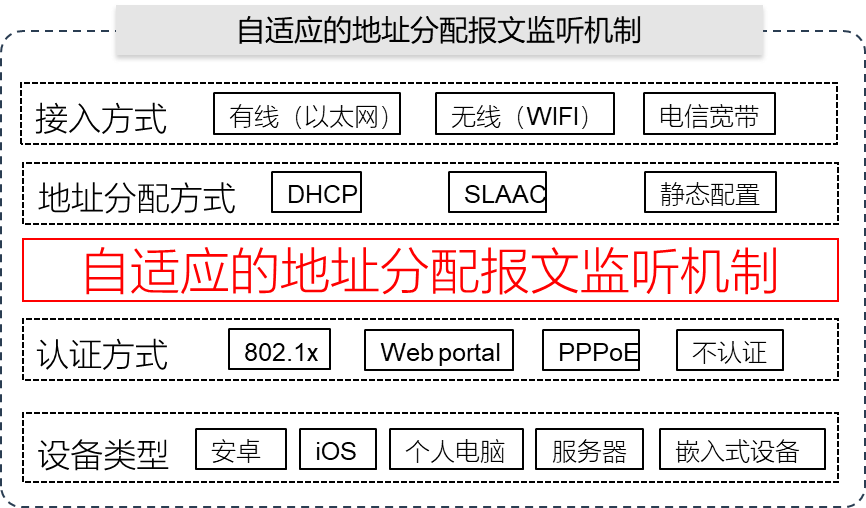 自适应的地址分配报文监听机制
接入方式 有线（以太网） 无线（WIFI） 电信宽带
地址分配方式 DHCP SLAAC 静态配置
自适应的地址分配报文监听机制
认证方式 802.1x Web portal PPPoE 不认证
设备类型 安卓 iOS 个人电脑 服务器 嵌入式设备